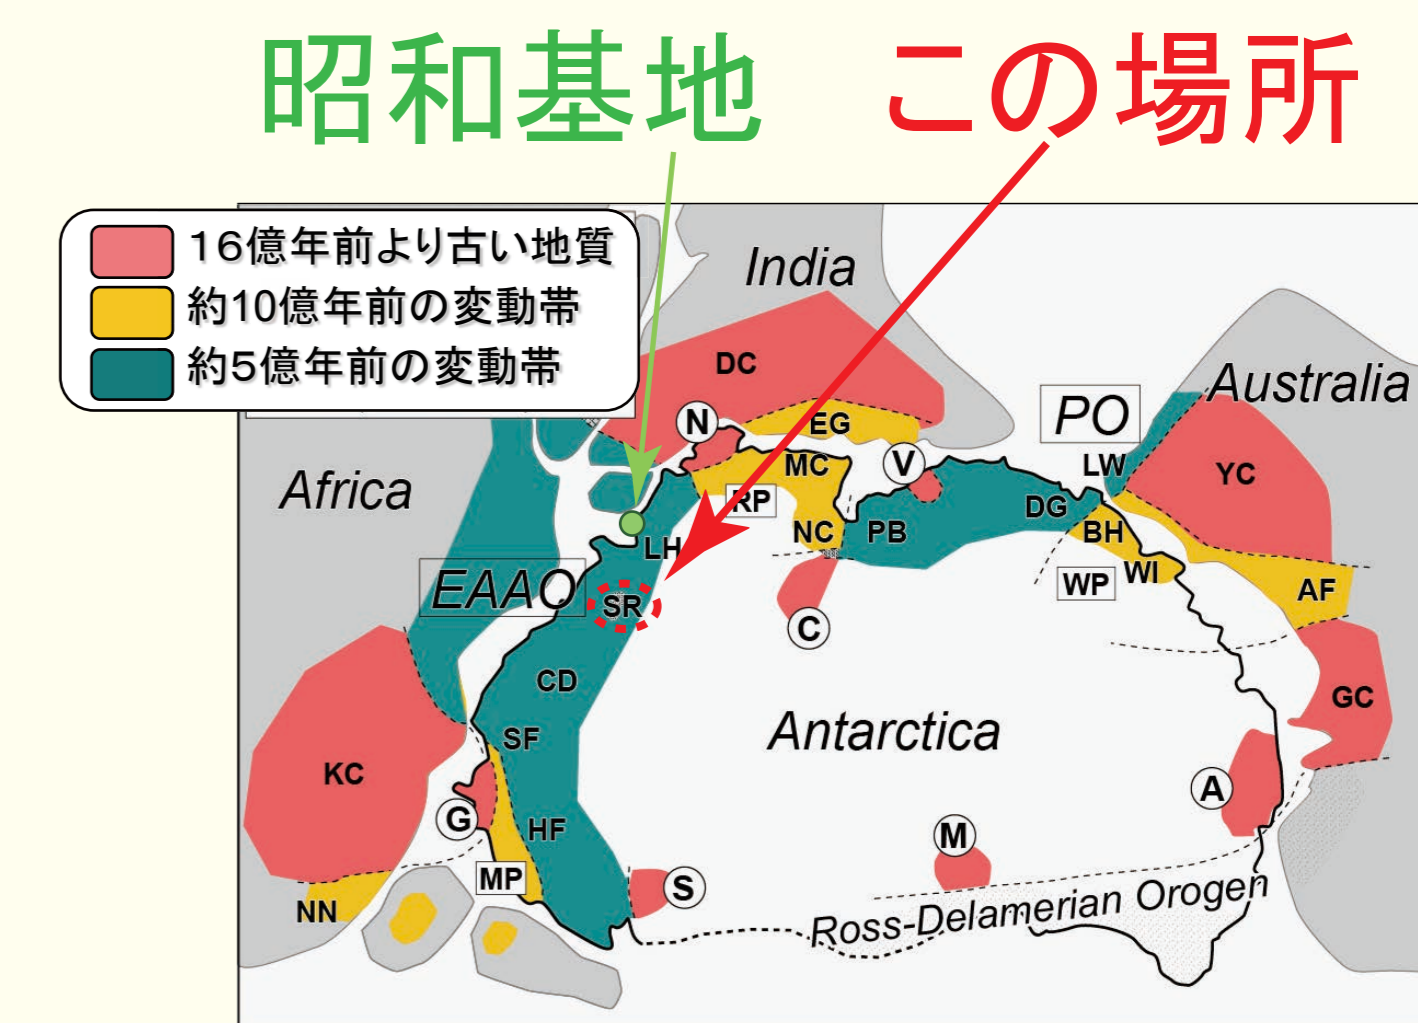 昭和基地 この場所
16億年前より古い地質
約10億年前の変動帯
約5億年前の変動帯
India
DC
Australia
PO
N
EG
V
MC
LW
YC
Africa
RP
DG
NC
PB
BH
LH
EAAO
WP
WI
AF
SR
C
CD
GC
Antarctica
SF
KC
A
G
HF
M
MP
S
NN
Ross-Delamerian Orogen